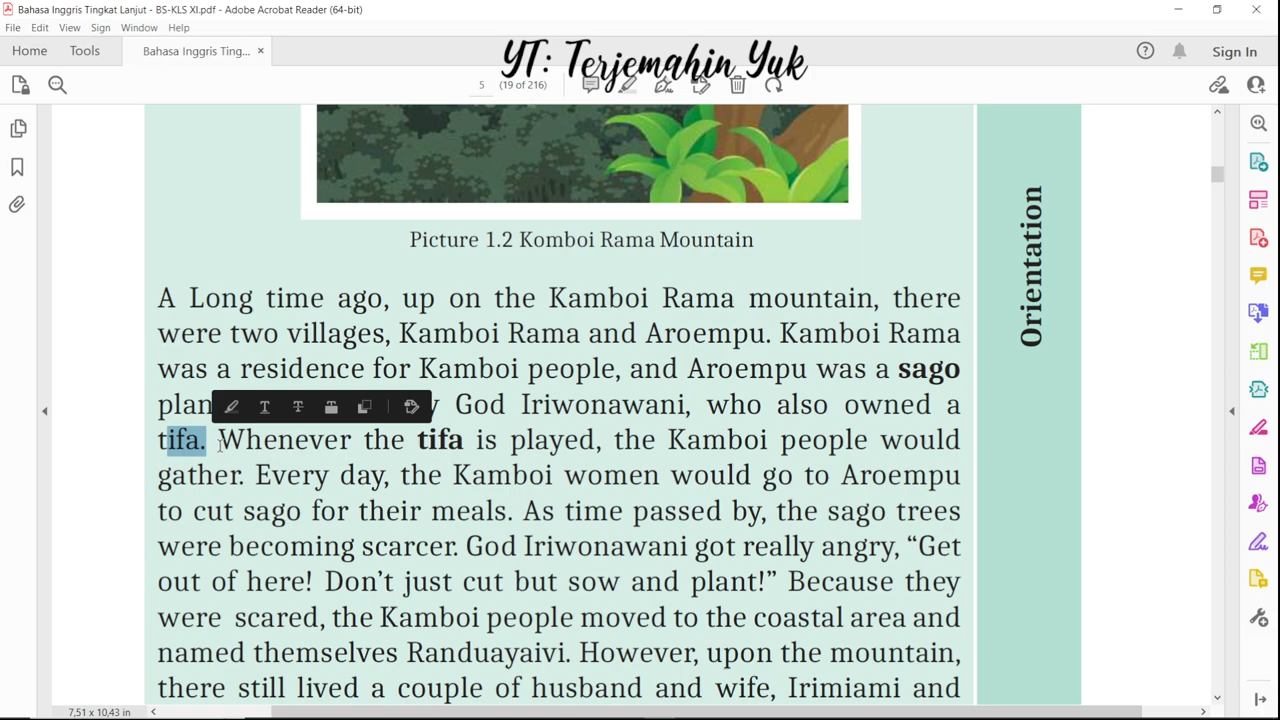 Bahasa Inggris Tingkat Lanjut - BS-KLS XI.pdf - Adobe Acrobat Reader (64-bit)
File Edit View Sign Window Help
Home Tools Bahasa Inggris Ting... × Sign In
YT: Terjemahin Yuk
5 (19 of 216)
Picture 1.2 Komboi Rama Mountain
Orientation
A Long time ago, up on the Kamboi Rama mountain, there
were two villages, Kamboi Rama and Aroempu. Kamboi Rama
was a residence for Kamboi people, and Aroempu was a sago
plan y God Iriwonawani, who also owned a
tifa. Whenever the tifa is played, the Kamboi people would
gather. Every day, the Kamboi women would go to Aroempu
to cut sago for their meals. As time passed by, the sago trees
were becoming scarcer. God Iriwonawani got really angry, “Get
out of here! Don’t just cut but sow and plant!” Because they
were scared, the Kamboi people moved to the coastal area and
named themselves Randuayaivi. However, upon the mountain,
there still lived a couple of husband and wife, Irimiami and
7,51 x 10,43 in